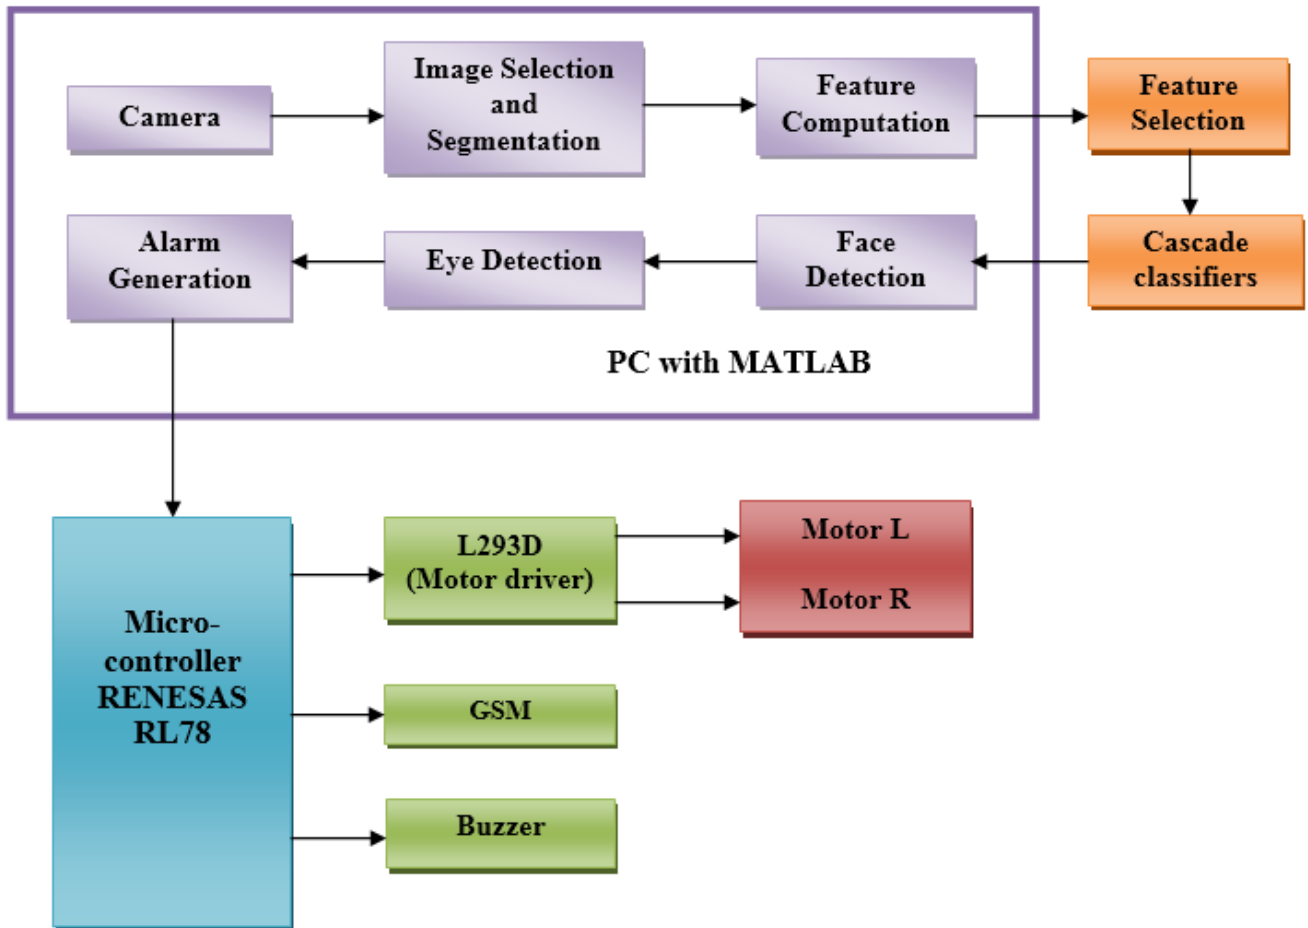 Camera
Image Selection
and
Segmentation
Feature
Computation
Feature
Selection
Alarm
Generation
Eye Detection
Face
Detection
Cascade
classifiers
PC with MATLAB
Micro-
controller
RENESAS
RL78
L293D
(Motor driver)
Motor L
Motor R
GSM
Buzzer